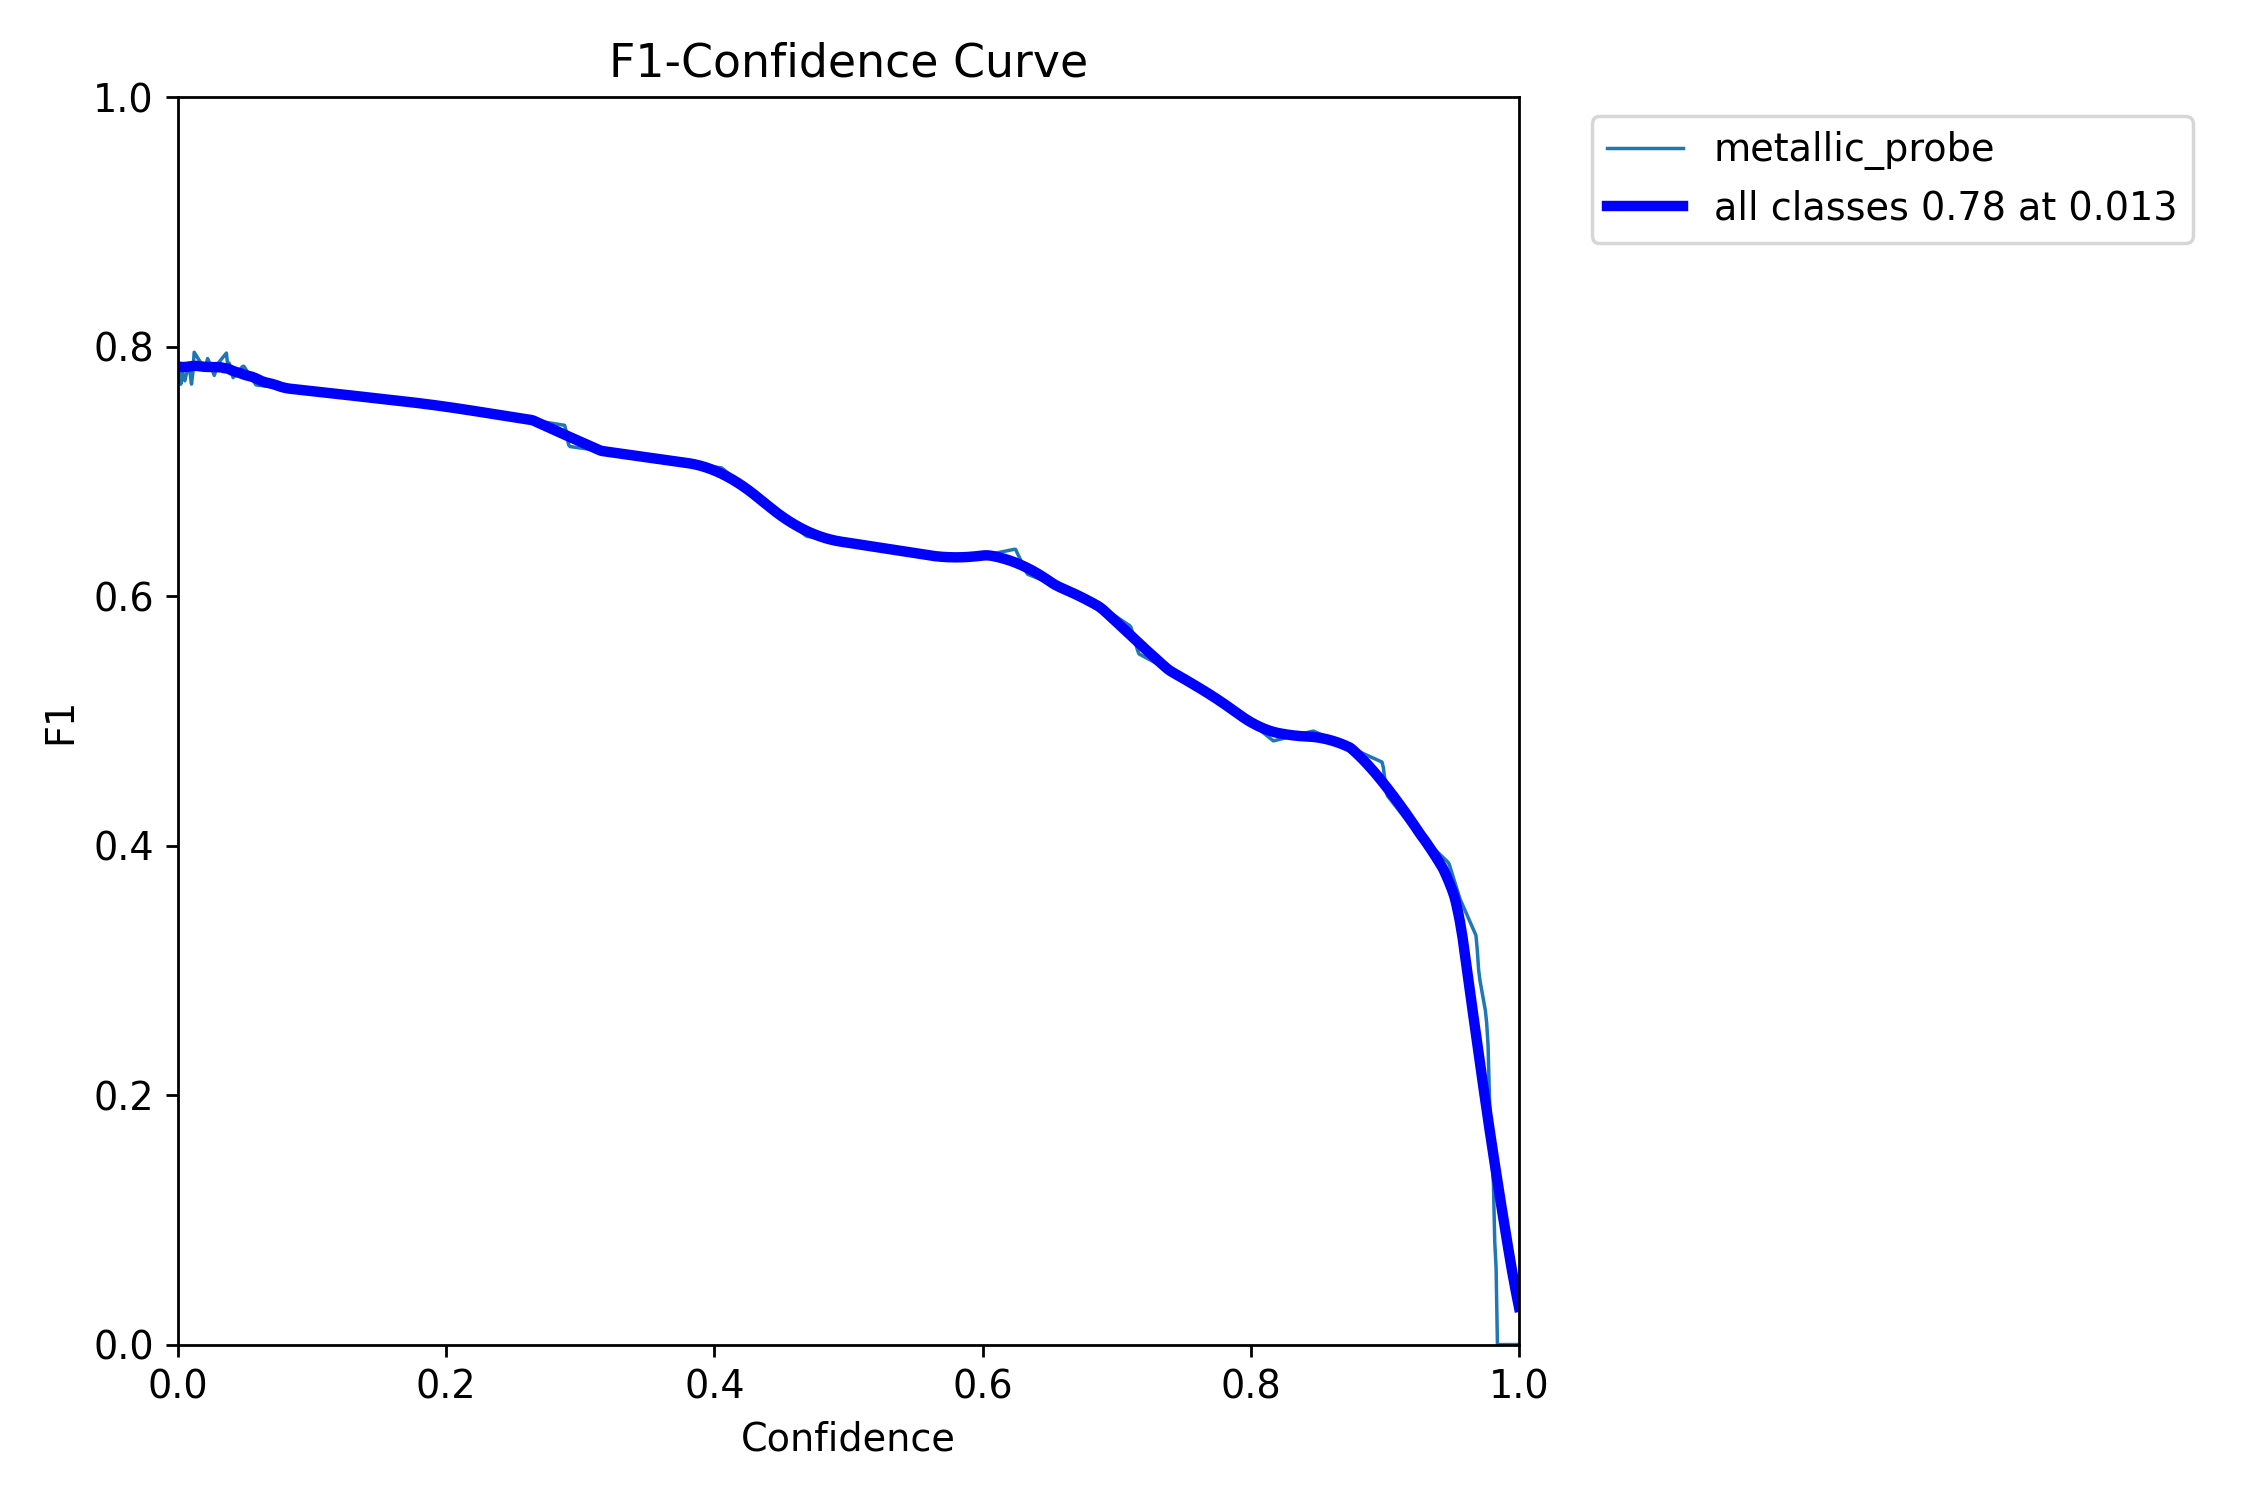 F1-Confidence Curve
1.0
0.8
0.6
0.4
0.2
0.0
F1
0.0 0.2 0.4 0.6 0.8 1.0
Confidence
metallic_probe
all classes 0.78 at 0.013